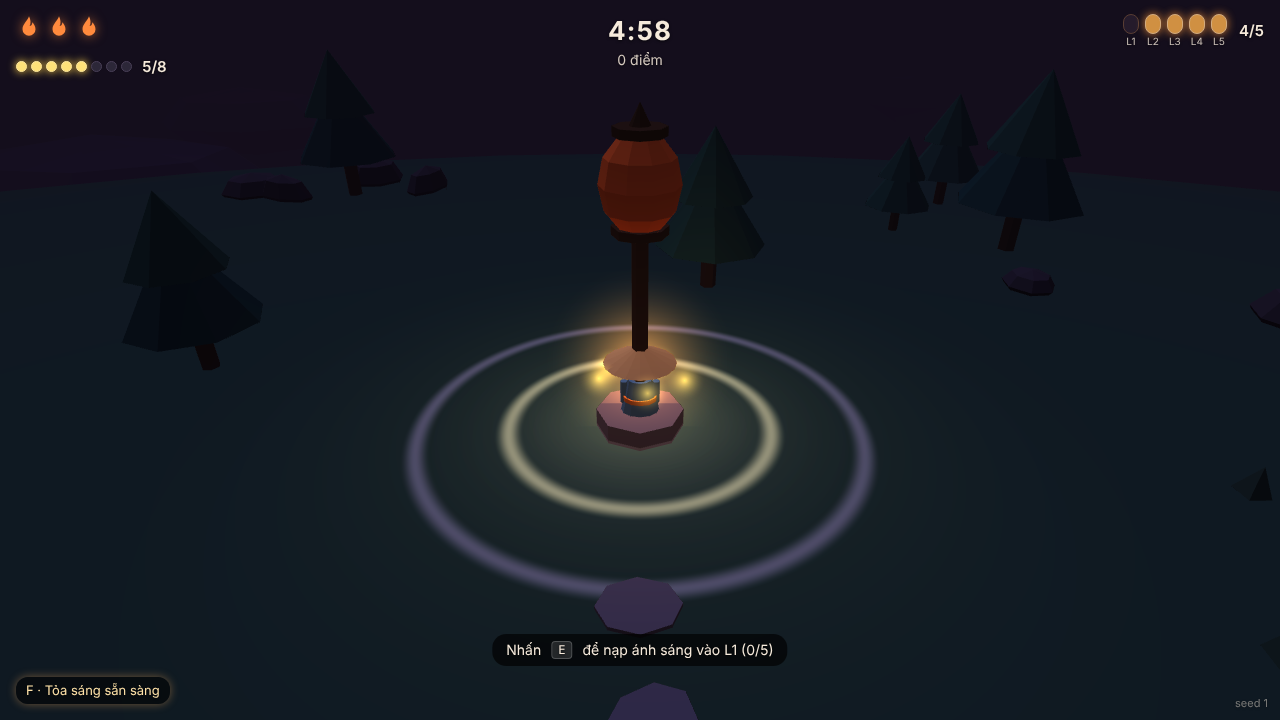 4:58
0 điểm
5/8
L1 L2 L3 L4 L5
4/5
Nhấn E để nạp ánh sáng vào L1 (0/5)
F · Tỏa sáng sẵn sàng
seed 1